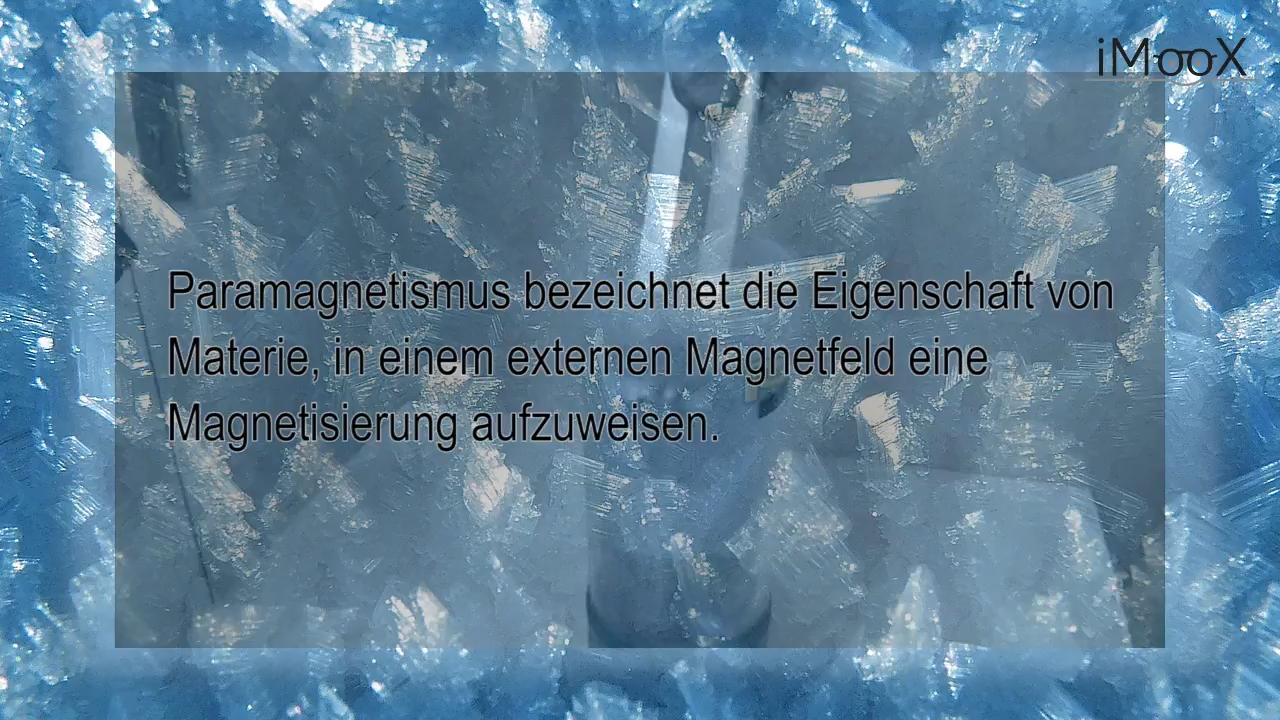 iMooX
Paramagnetismus bezeichnet die Eigenschaft von
Materie, in einem externen Magnetfeld eine
Magnetisierung aufzuweisen.